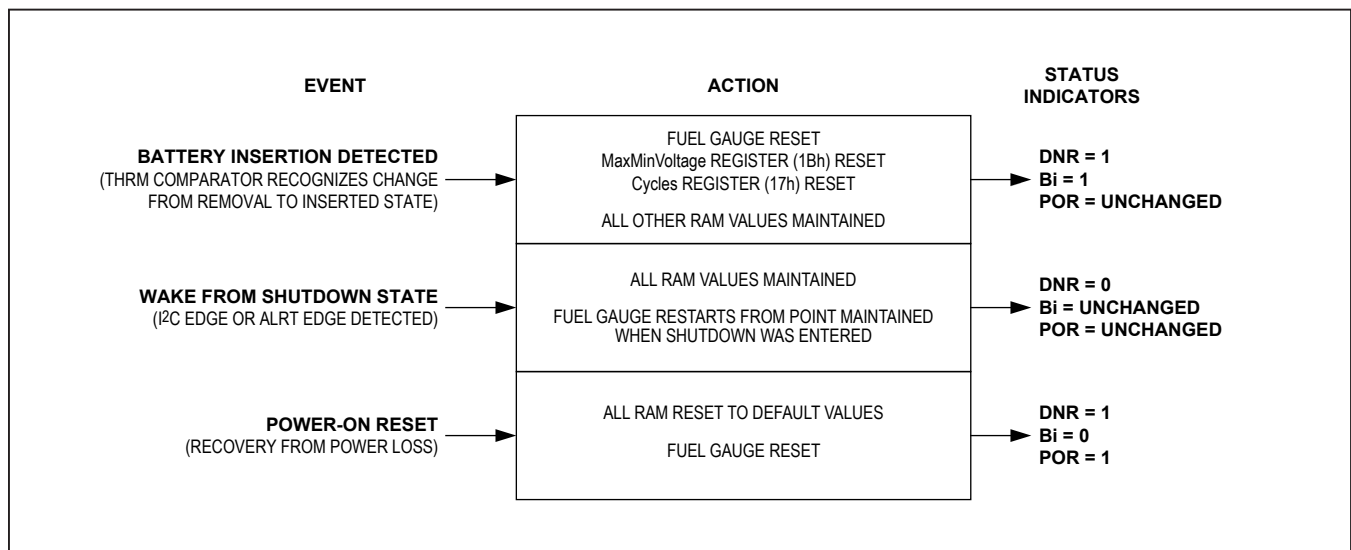 EVENT
ACTION
STATUS
INDICATORS
BATTERY INSERTION DETECTED
(THRM COMPARATOR RECOGNIZES CHANGE
FROM REMOVAL TO INSERTED STATE)
FUEL GAUGE RESET
MaxMinVoltage REGISTER (1Bh) RESET
Cycles REGISTER (17h) RESET
ALL OTHER RAM VALUES MAINTAINED
DNR = 1
Bi = 1
POR = UNCHANGED
WAKE FROM SHUTDOWN STATE
(I²C EDGE OR ALRT EDGE DETECTED)
ALL RAM VALUES MAINTAINED
FUEL GAUGE RESTARTS FROM POINT MAINTAINED
WHEN SHUTDOWN WAS ENTERED
DNR = 0
Bi = UNCHANGED
POR = UNCHANGED
POWER-ON RESET
(RECOVERY FROM POWER LOSS)
ALL RAM RESET TO DEFAULT VALUES
FUEL GAUGE RESET
DNR = 1
Bi = 0
POR = 1